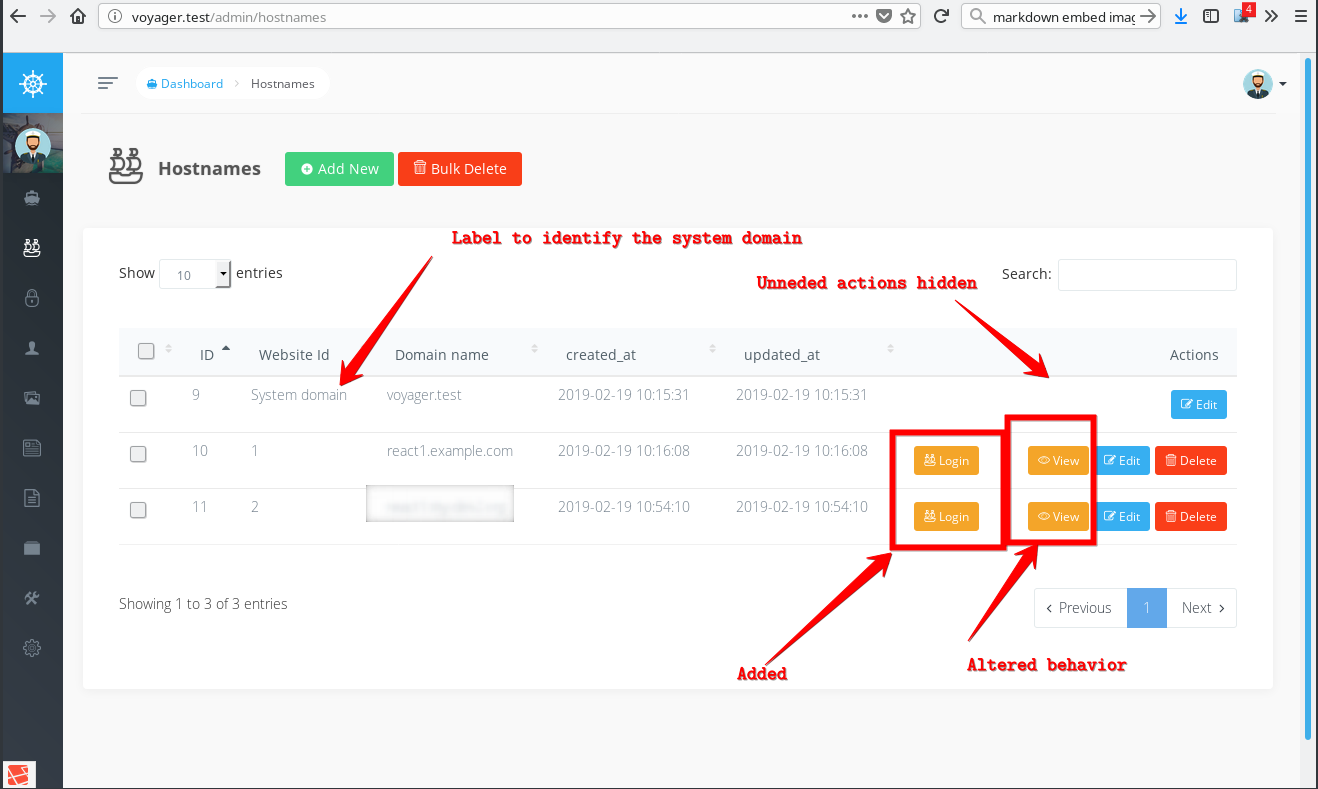 voyager.test/admin/hostnames
markdown embed imag
4
Dashboard > Hostnames
Hostnames
Add New
Bulk Delete
Label to identify the system domain
Show 10 entries
Search:
Unneded actions hidden
ID Website Id Domain name created_at updated_at Actions
9 System domain voyager.test 2019-02-19 10:15:31 2019-02-19 10:15:31 Edit
10 1 react1.example.com 2019-02-19 10:16:08 2019-02-19 10:16:08 Login View Edit Delete
11 2 2019-02-19 10:54:10 2019-02-19 10:54:10 Login View Edit Delete
Showing 1 to 3 of 3 entries
Previous 1 Next
Added
Altered behavior